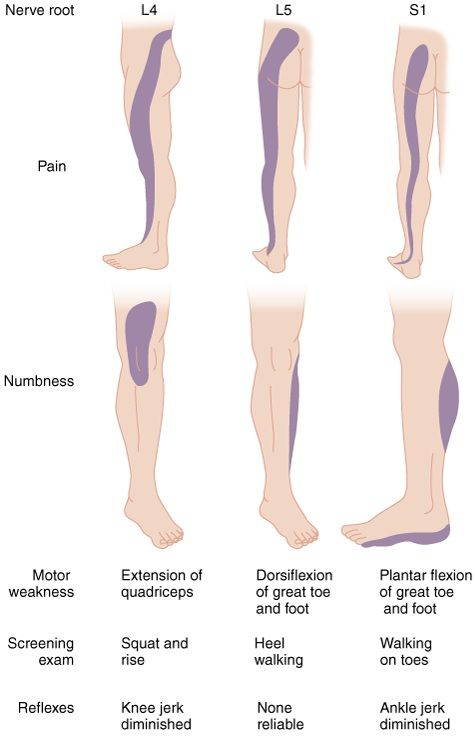 Nerve root L4 L5 S1
Pain
Numbness
Motor weakness
Extension of quadriceps
Dorsiflexion of great toe and foot
Plantar flexion of great toe and foot
Screening exam
Squat and rise
Heel walking
Walking on toes
Reflexes
Knee jerk diminished
None reliable
Ankle jerk diminished